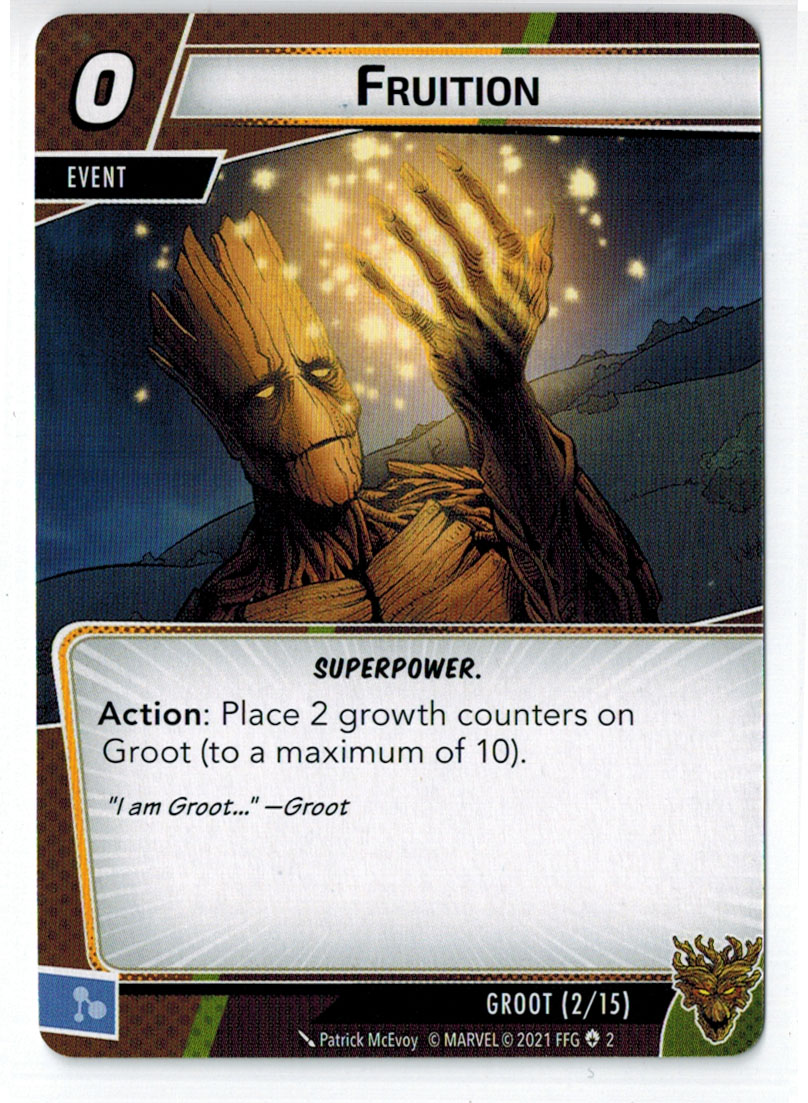 0
FRUITION
EVENT
SUPERPOWER.
Action: Place 2 growth counters on
Groot (to a maximum of 10).
"I am Groot..." —Groot
GROOT (2/15)
Patrick McEvoy © MARVEL © 2021 FFG 2